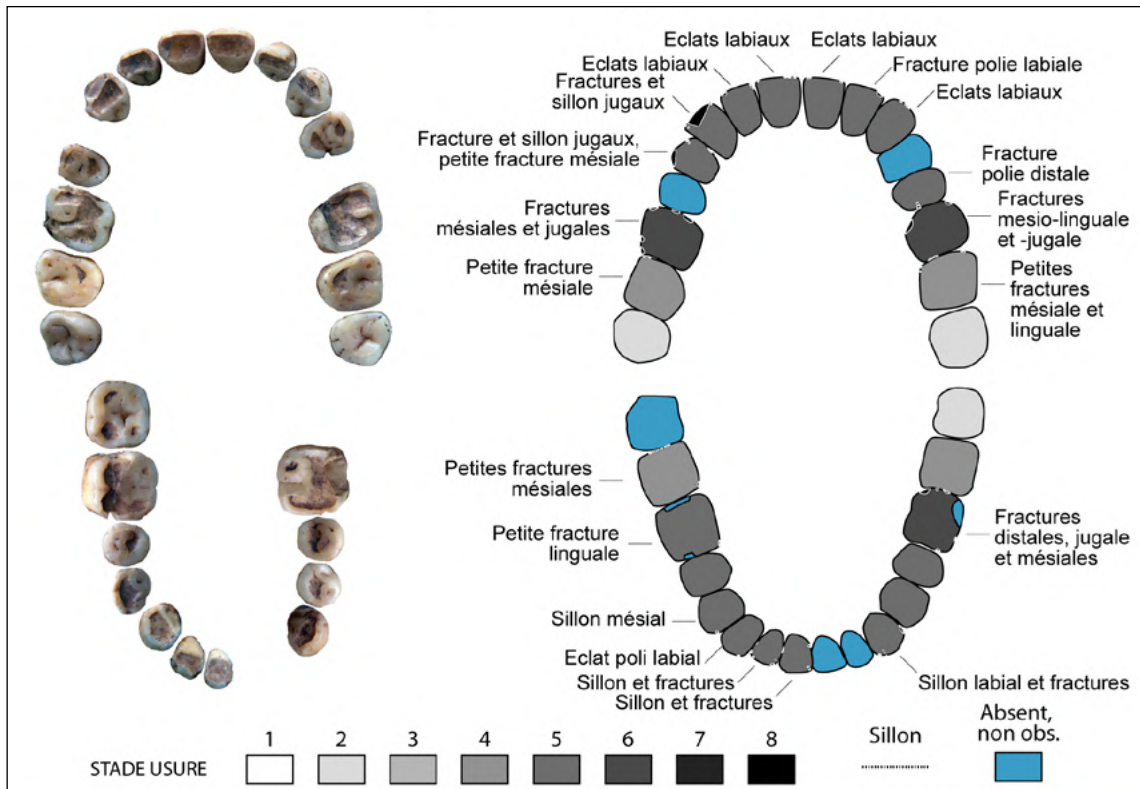 Eclats labiaux
Eclats labiaux
Eclats labiaux
Fractures et
sillon jugaux
Fracture polie labiale
Eclats labiaux
Fracture et sillon jugaux,
petite fracture mésiale
Fracture
polie distale
Fractures
mésiales et jugales
Fractures
mesio-linguale
et -jugale
Petite fracture
mésiale
Petites
fractures
mésiale et
linguale
Petites fractures
mésiales
Petite fracture
linguale
Fractures
distales, jugale
et mésiales
Sillon mésial
Eclat poli labial
Sillon et fractures
Sillon et fractures
Sillon labial et fractures
1 2 3 4 5 6 7 8
STADE USURE
Sillon
Absent,
non obs.